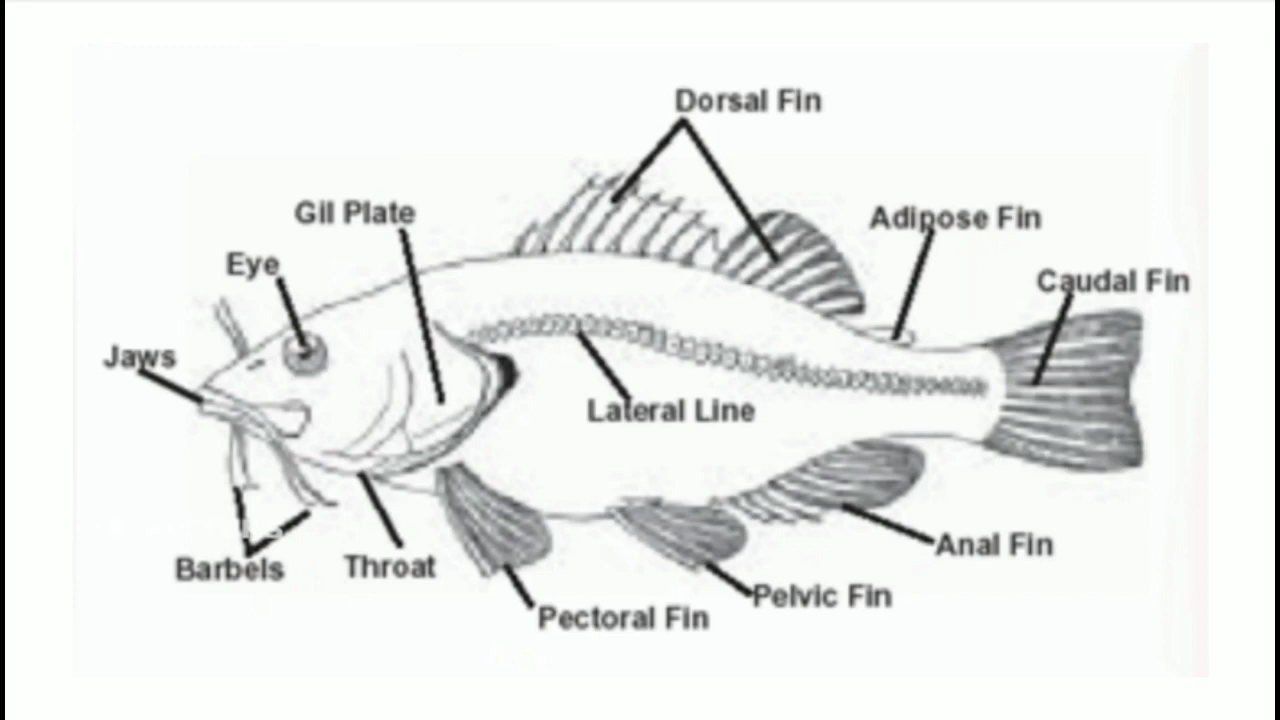 Dorsal Fin
Gil Plate
Adipose Fin
Eye
Caudal Fin
Jaws
Lateral Line
Anal Fin
Barbels
Throat
Pelvic Fin
Pectoral Fin